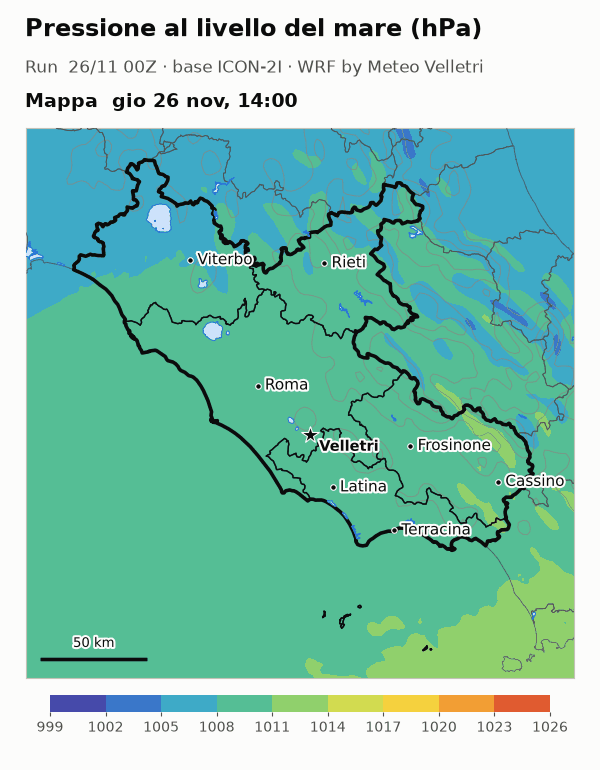 Pressione al livello del mare (hPa)
Run 26/11 00Z · base ICON-2I · WRF by Meteo Velletri
Mappa gio 26 nov, 14:00
Viterbo
Rieti
Roma
Velletri
Frosinone
Latina
Cassino
Terracina
50 km
999 1002 1005 1008 1011 1014 1017 1020 1023 1026